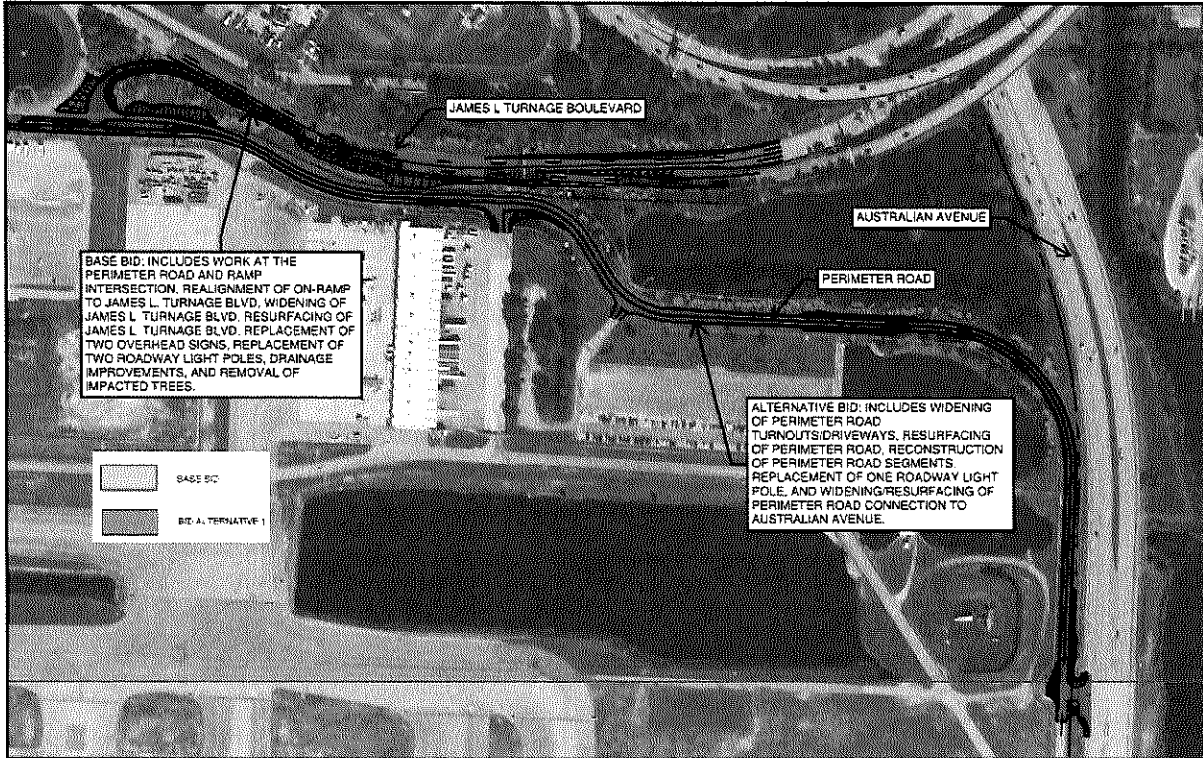 JAMES L TURNAGE BOULEVARD
AUSTRALIAN AVENUE
PERIMETER ROAD
BASE BID: INCLUDES WORK AT THE
PERIMETER ROAD AND RAMP
INTERSECTION, REALIGNMENT OF ON-RAMP
TO JAMES L. TURNAGE BLVD, WIDENING OF
JAMES L TURNAGE BLVD, RESURFACING OF
JAMES L. TURNAGE BLVD, REPLACEMENT OF
TWO OVERHEAD SIGNS, REPLACEMENT OF
TWO ROADWAY LIGHT POLES, DRAINAGE
IMPROVEMENTS, AND REMOVAL OF
IMPACTED TREES.
ALTERNATIVE BID: INCLUDES WIDENING
OF PERIMETER ROAD
TURNOUTS/DRIVEWAYS, RESURFACING
OF PERIMETER ROAD, RECONSTRUCTION
OF PERIMETER ROAD SEGMENTS,
REPLACEMENT OF ONE ROADWAY LIGHT
POLE, AND WIDENING/RESURFACING OF
PERIMETER ROAD CONNECTION TO
AUSTRALIAN AVENUE.
BASE BID
BID ALTERNATIVE 1